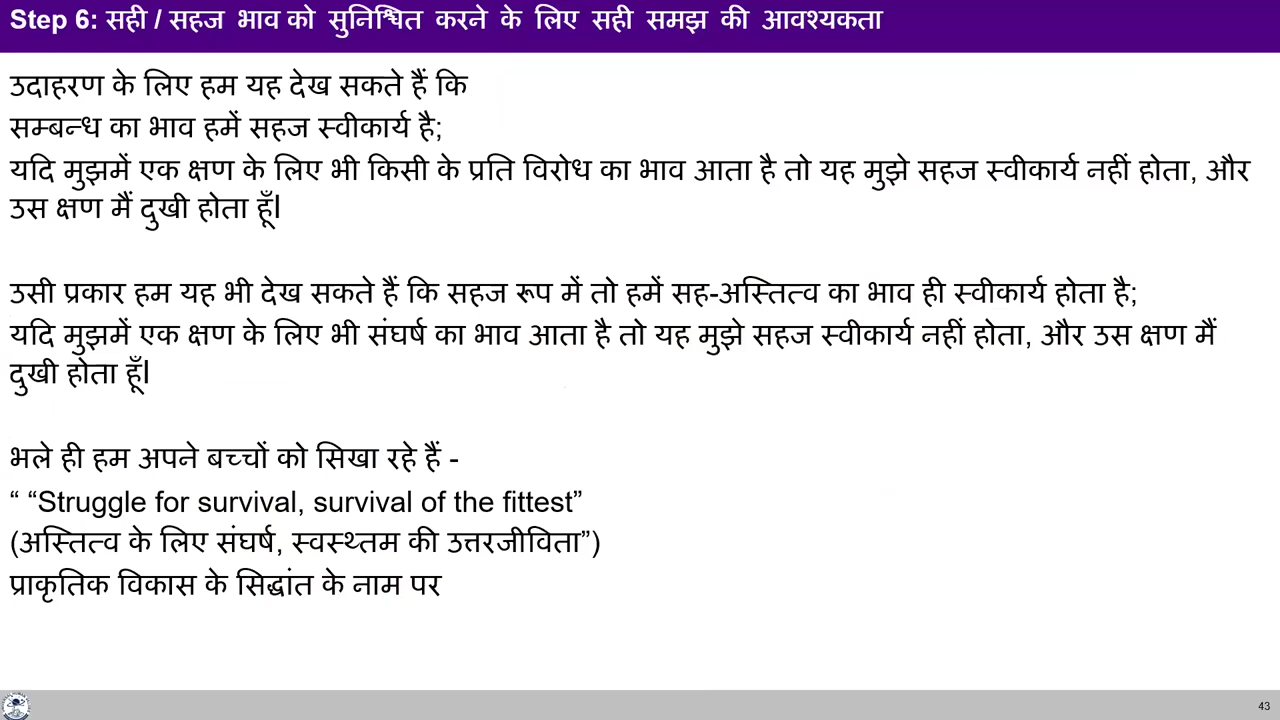 Step 6: सही / सहज भाव को सुनिश्चित करने के लिए सही समझ की आवश्यकता
उदाहरण के लिए हम यह देख सकते हैं कि
सम्बन्ध का भाव हमें सहज स्वीकार्य है;
यदि मुझमें एक क्षण के लिए भी किसी के प्रति विरोध का भाव आता है तो यह मुझे सहज स्वीकार्य नहीं होता, और
उस क्षण मैं दुखी होता हूँ।
उसी प्रकार हम यह भी देख सकते हैं कि सहज रूप में तो हमें सह-अस्तित्व का भाव ही स्वीकार्य होता है;
यदि मुझमें एक क्षण के लिए भी संघर्ष का भाव आता है तो यह मुझे सहज स्वीकार्य नहीं होता, और उस क्षण मैं
दुखी होता हूँ।
भले ही हम अपने बच्चों को सिखा रहे हैं -
“ “Struggle for survival, survival of the fittest”
(अस्तित्व के लिए संघर्ष, स्वस्थ्तम की उत्तरजीविता”)
प्राकृतिक विकास के सिद्धांत के नाम पर
43